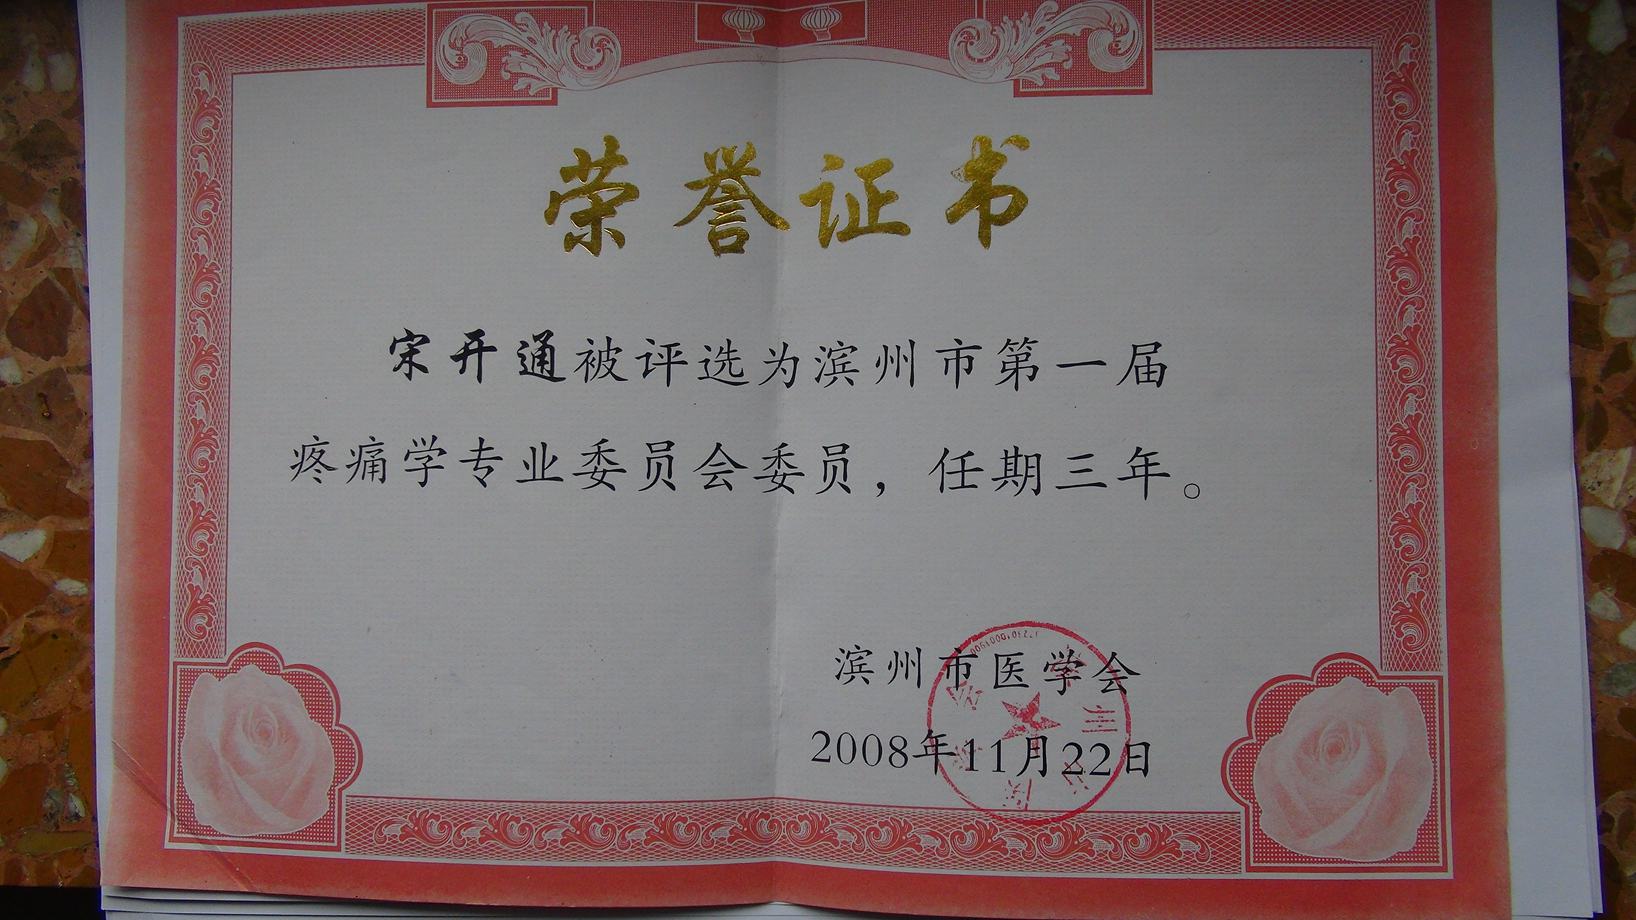 荣誉证书
宋开通被评选为滨州市第一届
疼痛学专业委员会委员，任期三年。
滨州市医学会
2008年11月22日